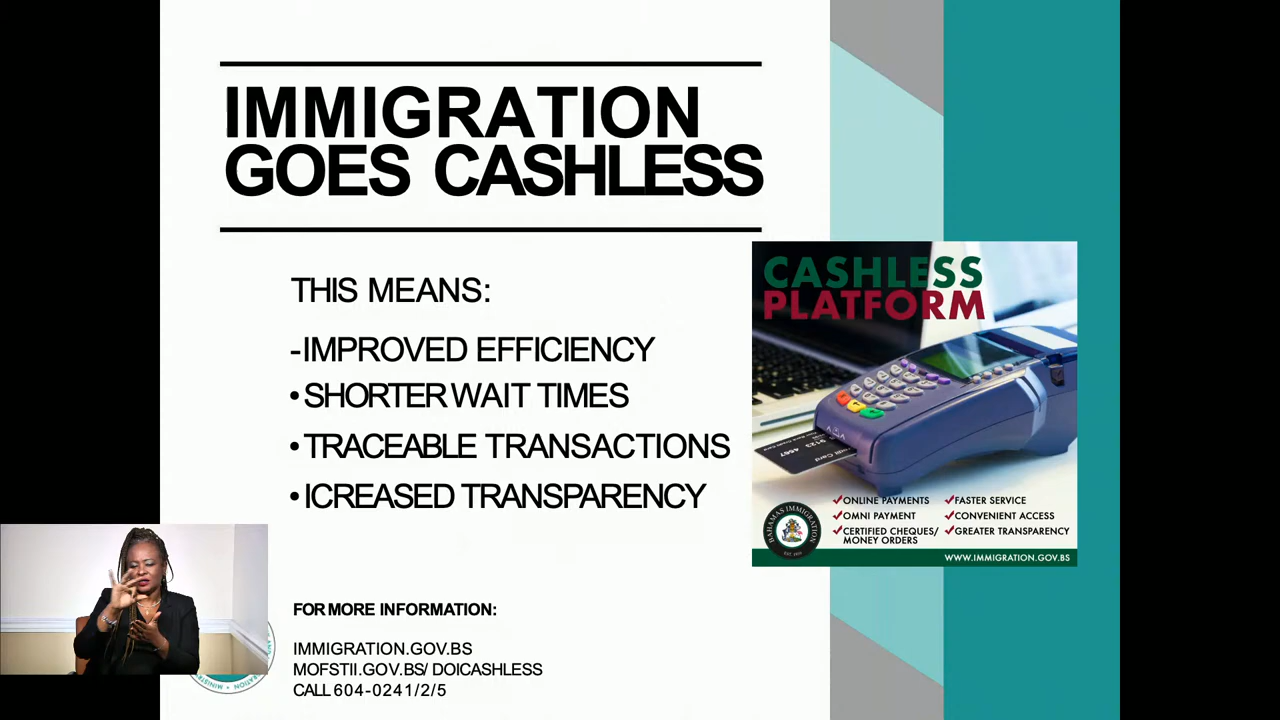 IMMIGRATION
GOES CASHLESS
THIS MEANS:
-IMPROVED EFFICIENCY
•SHORTER WAIT TIMES
•TRACEABLE TRANSACTIONS
•ICREASED TRANSPARENCY
CASHLESS
PLATFORM
ONLINE PAYMENTS
OMNI PAYMENT
CERTIFIED CHEQUES/
MONEY ORDERS
FASTER SERVICE
CONVENIENT ACCESS
GREATER TRANSPARENCY
BAHAMAS IMMIGRATION
WWW.IMMIGRATION.GOV.BS
FOR MORE INFORMATION:
IMMIGRATION.GOV.BS
MOFSTII.GOV.BS/ DOICASHLESS
CALL 604-0241/2/5